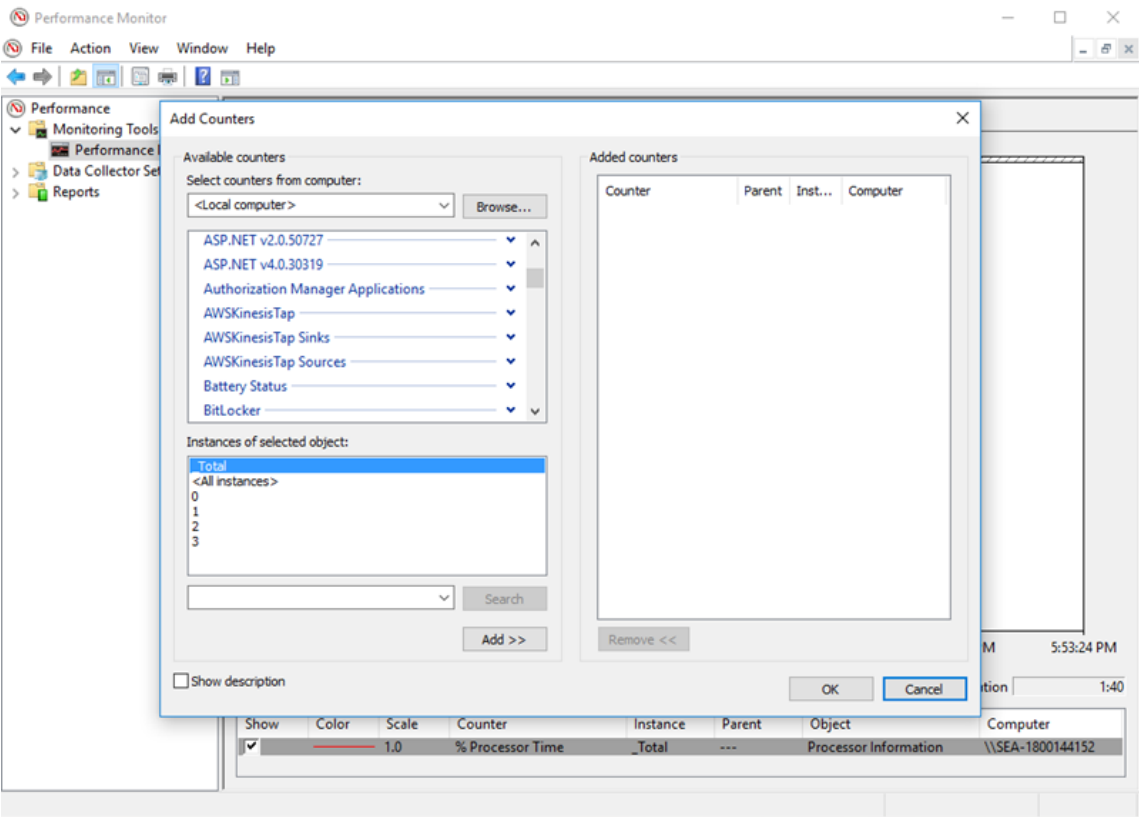 Performance Monitor
File Action View Window Help
Performance
Monitoring Tools
Performance
Data Collector Set
Reports
Add Counters
Available counters
Select counters from computer:
<Local computer>
Browse...
ASP.NET v2.0.50727
ASP.NET v4.0.30319
Authorization Manager Applications
AWSKinesisTap
AWSKinesisTap Sinks
AWSKinesisTap Sources
Battery Status
BitLocker
Instances of selected object:
_Total
<All instances>
0
1
2
3
Search
Add >>
Show description
Added counters
Counter Parent Inst... Computer
Remove <<
OK Cancel
M 5:53:24 PM
ation 1:40
Show Color Scale Counter Instance Parent Object Computer
1.0 % Processor Time _Total --- Processor Information \\SEA-1800144152